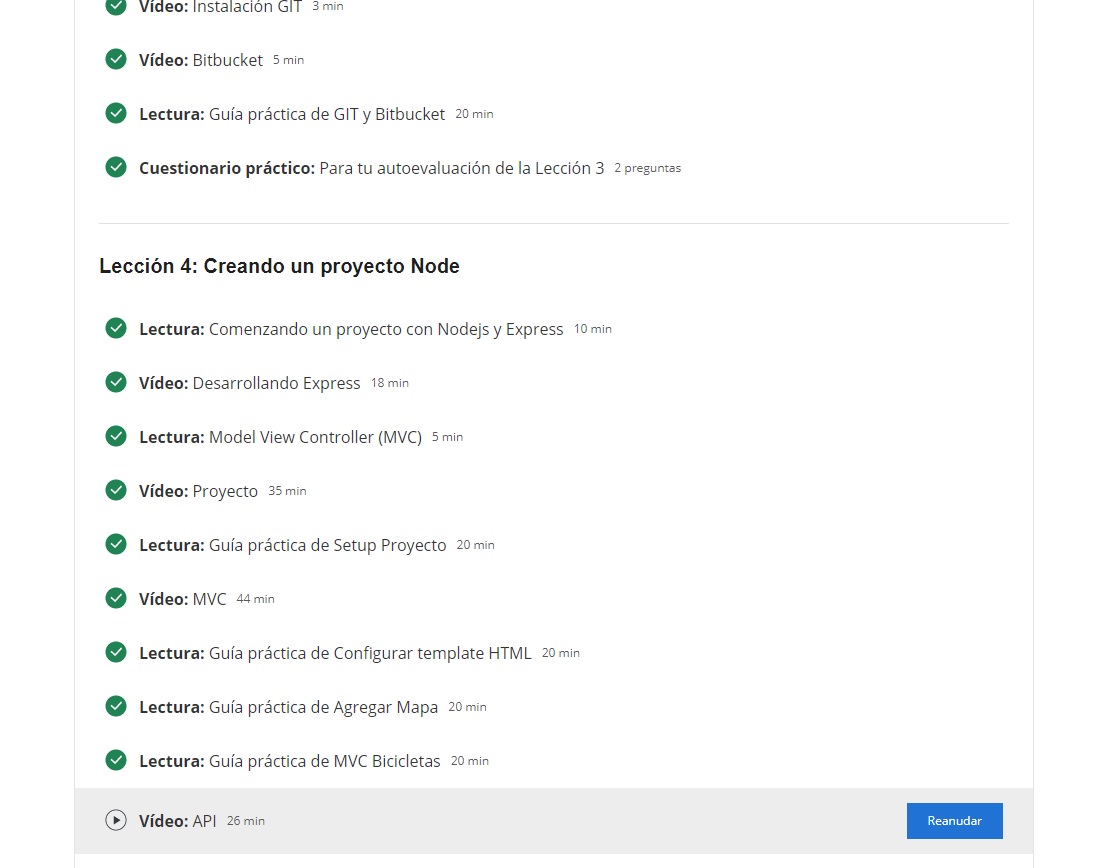 Vídeo: Instalación GIT 3 min
Vídeo: Bitbucket 5 min
Lectura: Guía práctica de GIT y Bitbucket 20 min
Cuestionario práctico: Para tu autoevaluación de la Lección 3 2 preguntas
Lección 4: Creando un proyecto Node
Lectura: Comenzando un proyecto con Nodejs y Express 10 min
Vídeo: Desarrollando Express 18 min
Lectura: Model View Controller (MVC) 5 min
Vídeo: Proyecto 35 min
Lectura: Guía práctica de Setup Proyecto 20 min
Vídeo: MVC 44 min
Lectura: Guía práctica de Configurar template HTML 20 min
Lectura: Guía práctica de Agregar Mapa 20 min
Lectura: Guía práctica de MVC Bicicletas 20 min
Vídeo: API 26 min Reanudar